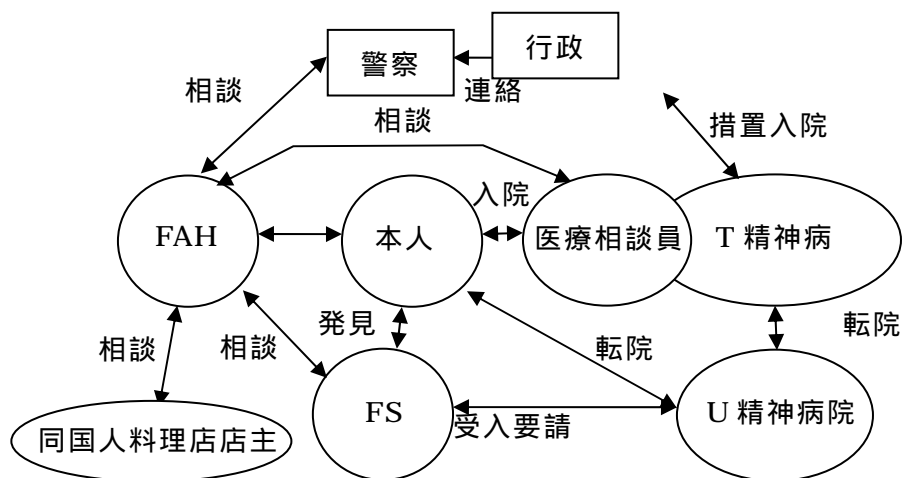 行政
警察
連絡
相談
相談
措置入院
入院
FAH
本人
医療相談員
T 精神病
発見
相談
相談
転院
転院
FS
受入要請
U 精神病院
同国人料理店店主